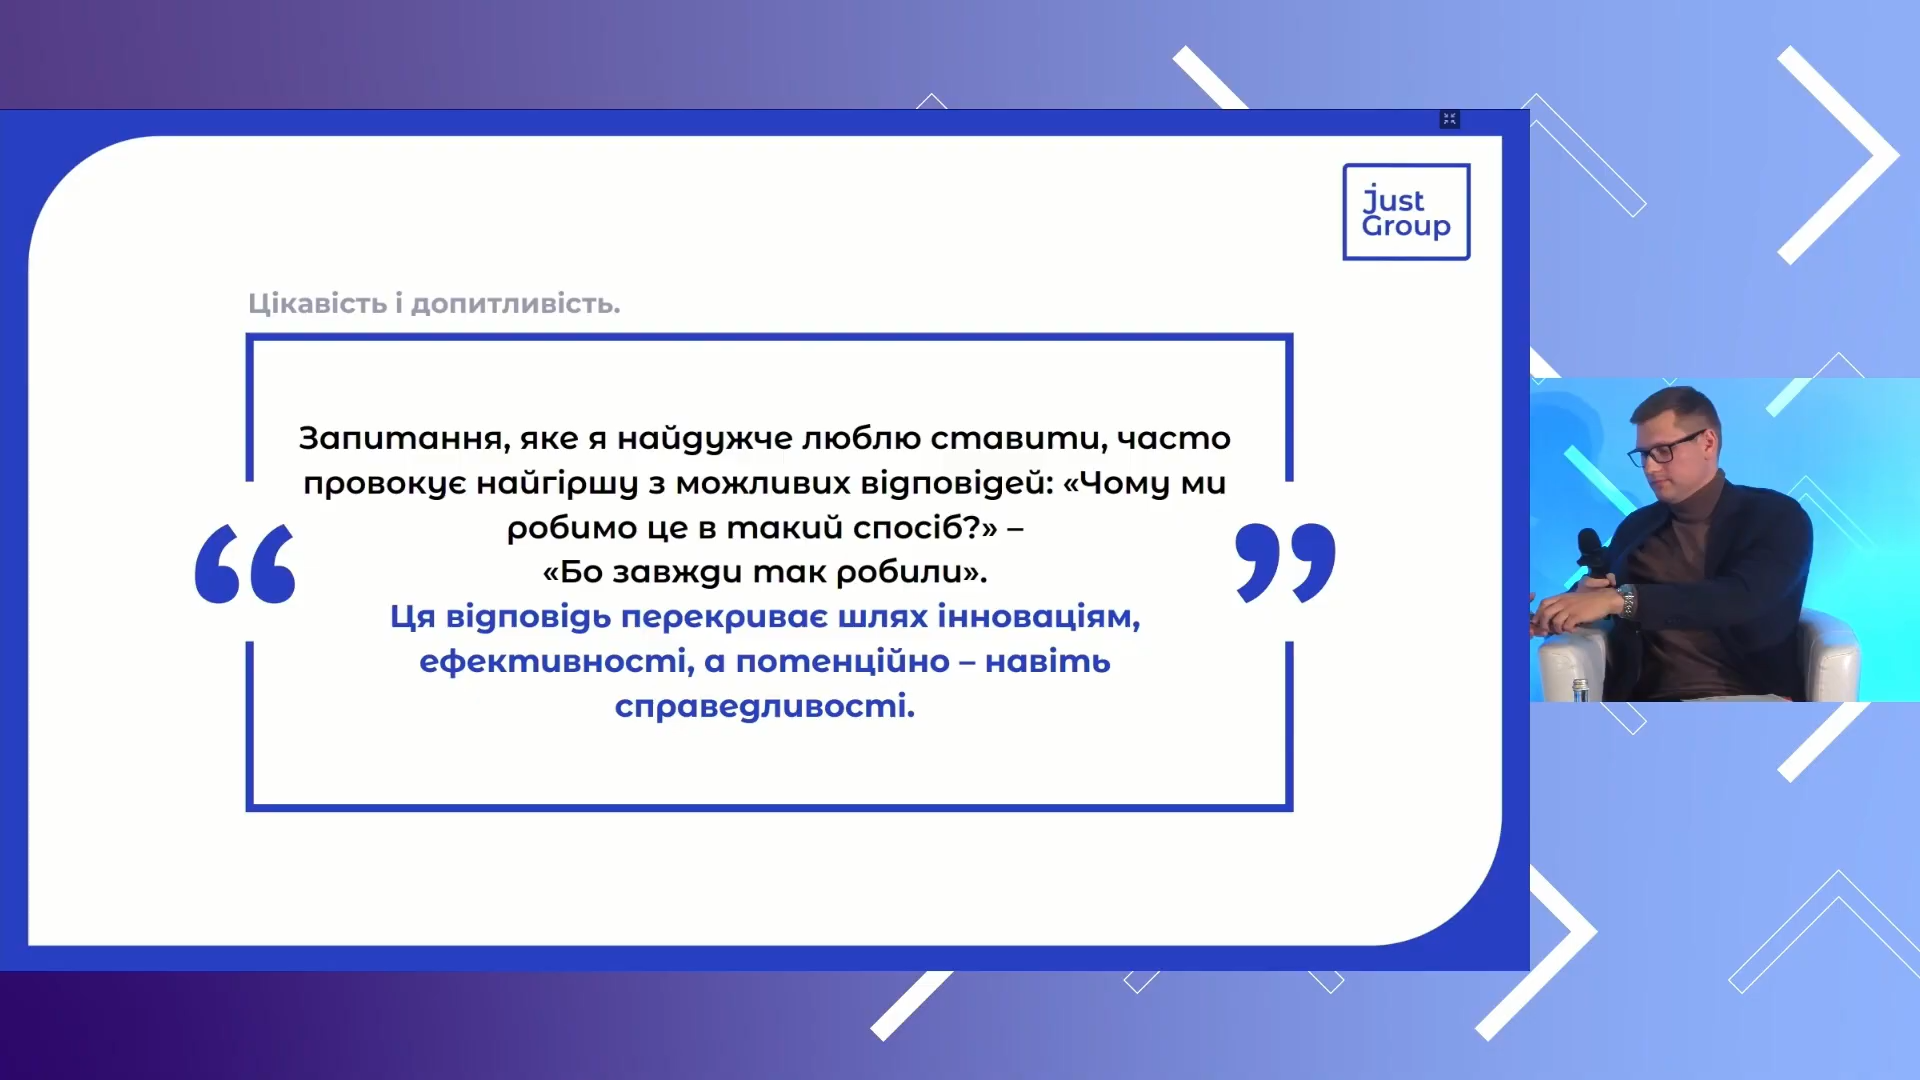 just
Group
Цікавість і допитливість.
Запитання, яке я найдужче люблю ставити, часто
провокує найгіршу з можливих відповідей: «Чому ми
робимо це в такий спосіб?» –
«Бо завжди так робили».
Ця відповідь перекриває шлях інноваціям,
ефективності, а потенційно – навіть
справедливості.